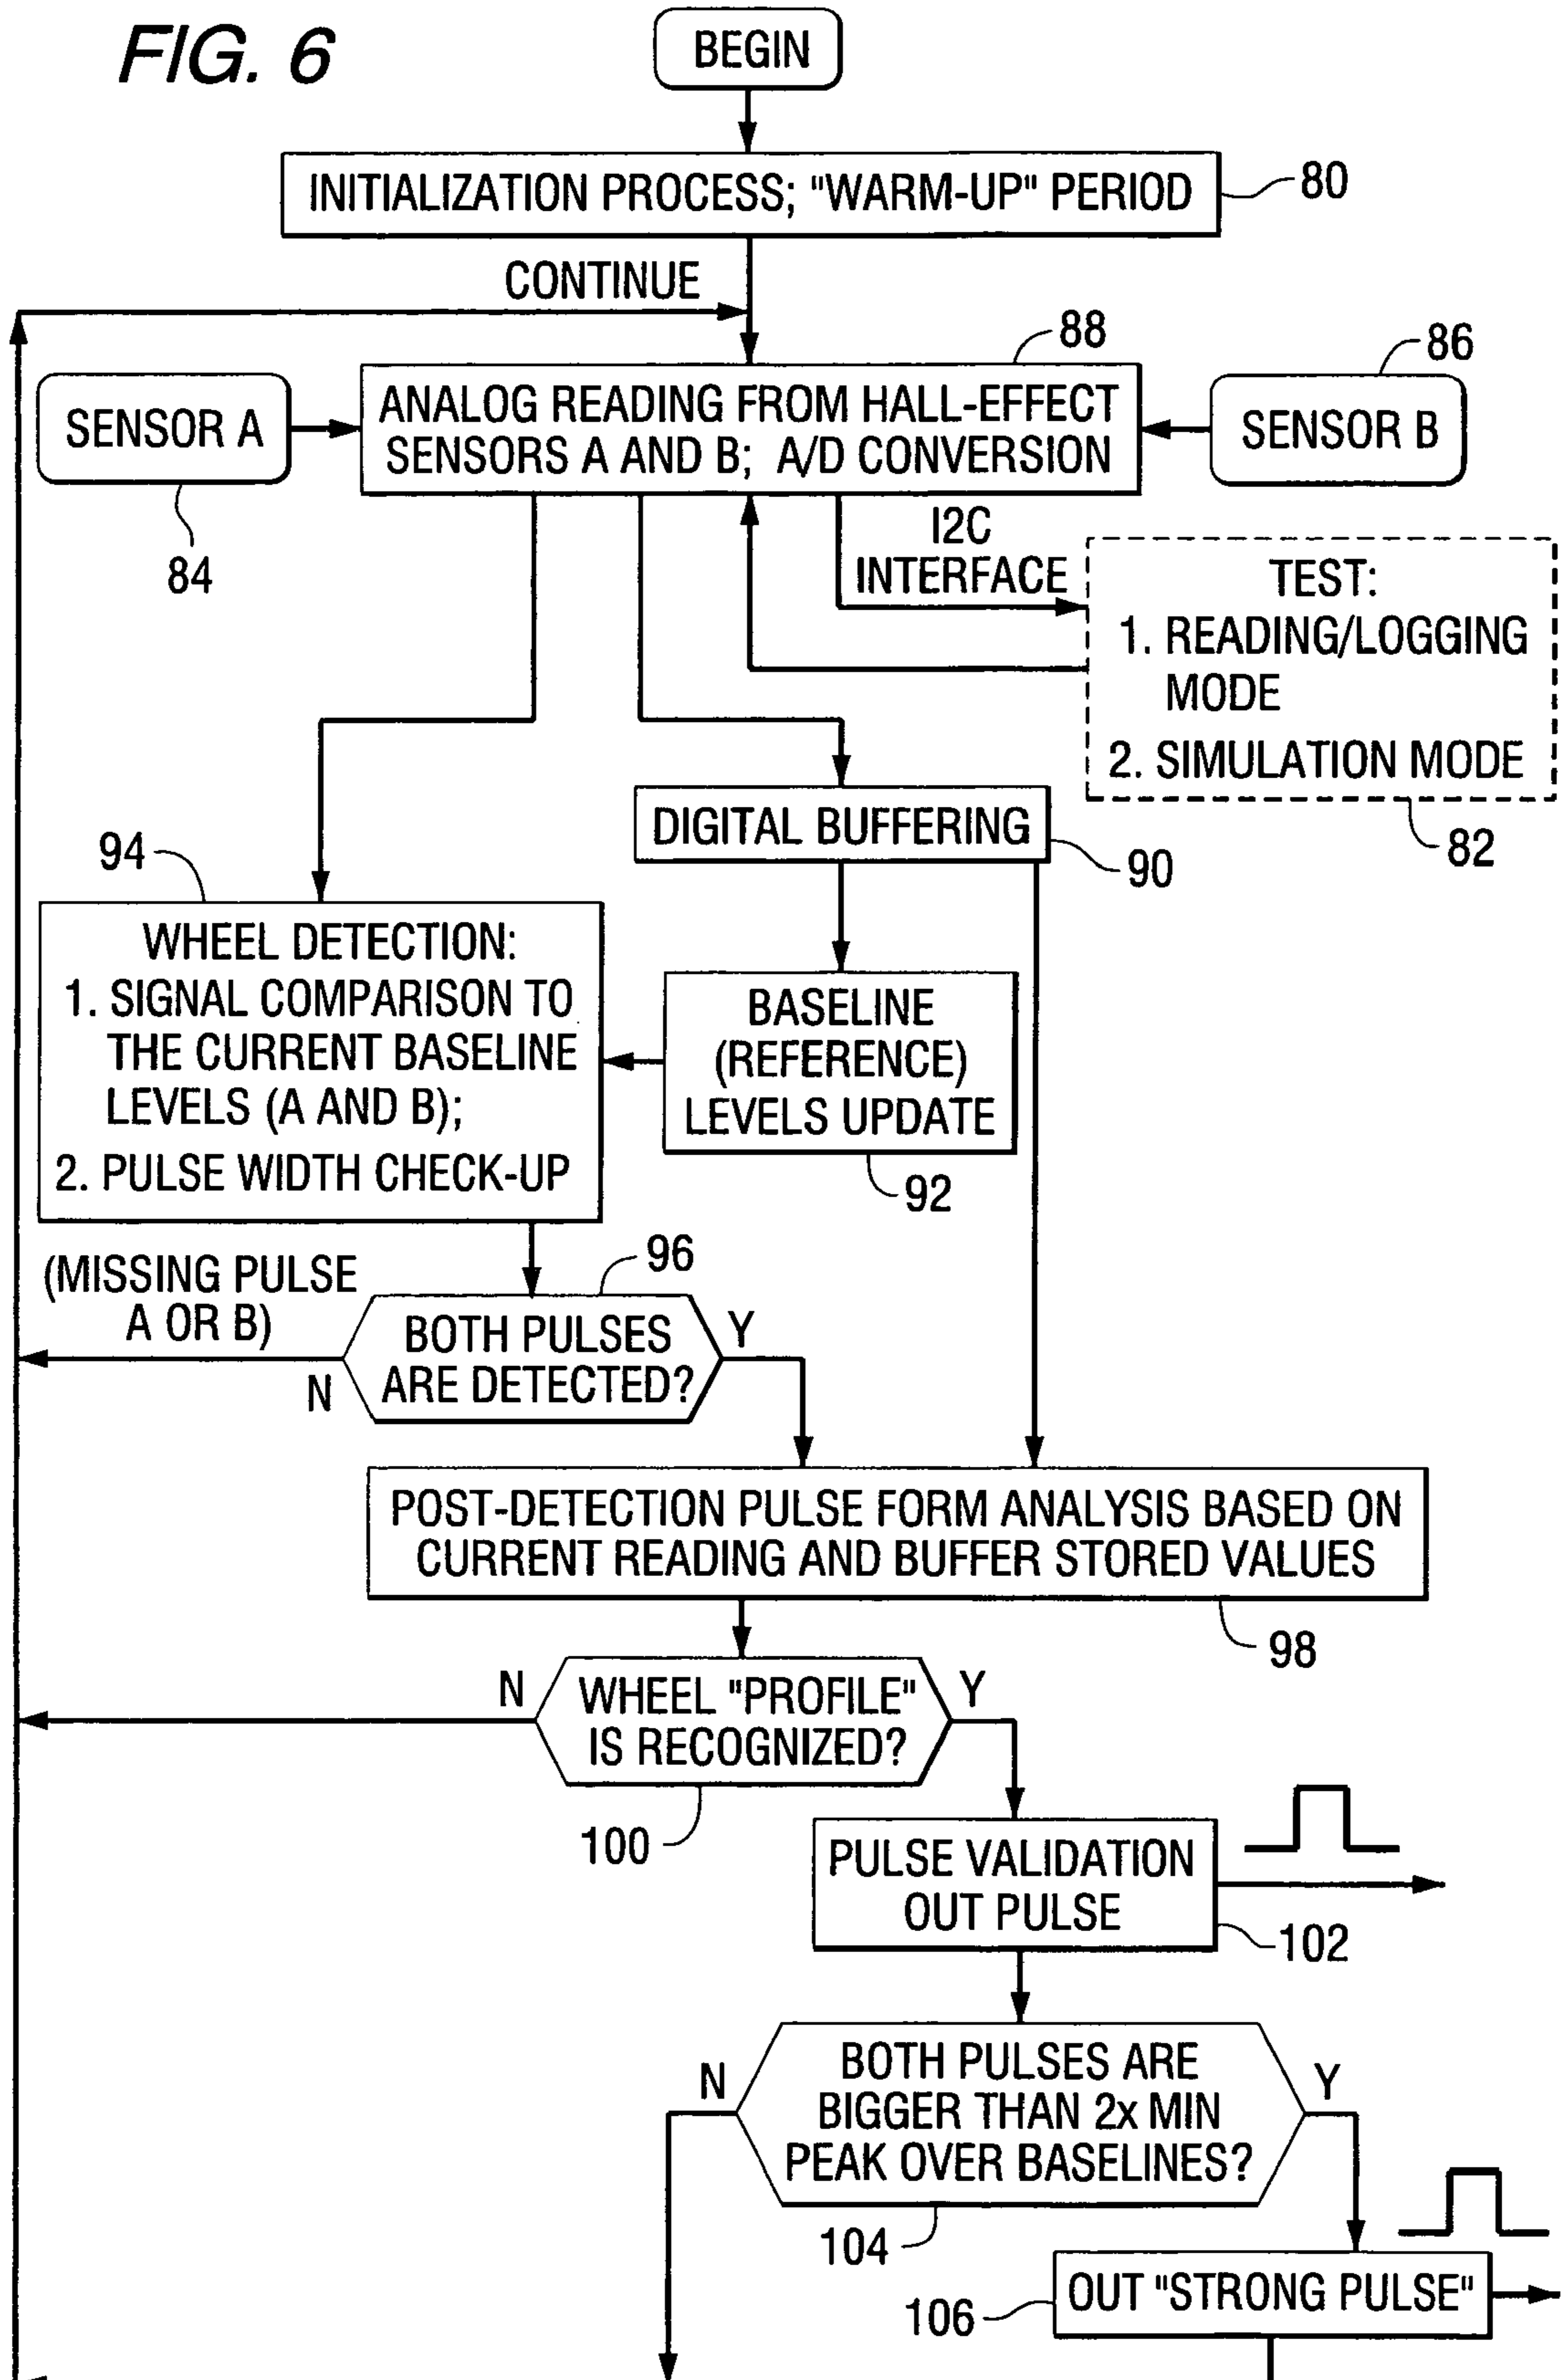 FIG. 6
BEGIN
INITIALIZATION PROCESS; "WARM-UP" PERIOD
80
CONTINUE
88
86
SENSOR A
ANALOG READING FROM HALL-EFFECT
SENSORS A AND B; A/D CONVERSION
SENSOR B
84
I2C
INTERFACE
TEST:
1. READING/LOGGING
MODE
2. SIMULATION MODE
82
DIGITAL BUFFERING
90
94
WHEEL DETECTION:
1. SIGNAL COMPARISON TO
THE CURRENT BASELINE
LEVELS (A AND B);
2. PULSE WIDTH CHECK-UP
BASELINE
(REFERENCE)
LEVELS UPDATE
92
(MISSING PULSE
A OR B)
96
BOTH PULSES
ARE DETECTED?
Y
N
POST-DETECTION PULSE FORM ANALYSIS BASED ON
CURRENT READING AND BUFFER STORED VALUES
98
N
WHEEL "PROFILE"
IS RECOGNIZED?
Y
100
PULSE VALIDATION
OUT PULSE
102
N
BOTH PULSES ARE
BIGGER THAN 2x MIN
PEAK OVER BASELINES?
Y
104
OUT "STRONG PULSE"
106